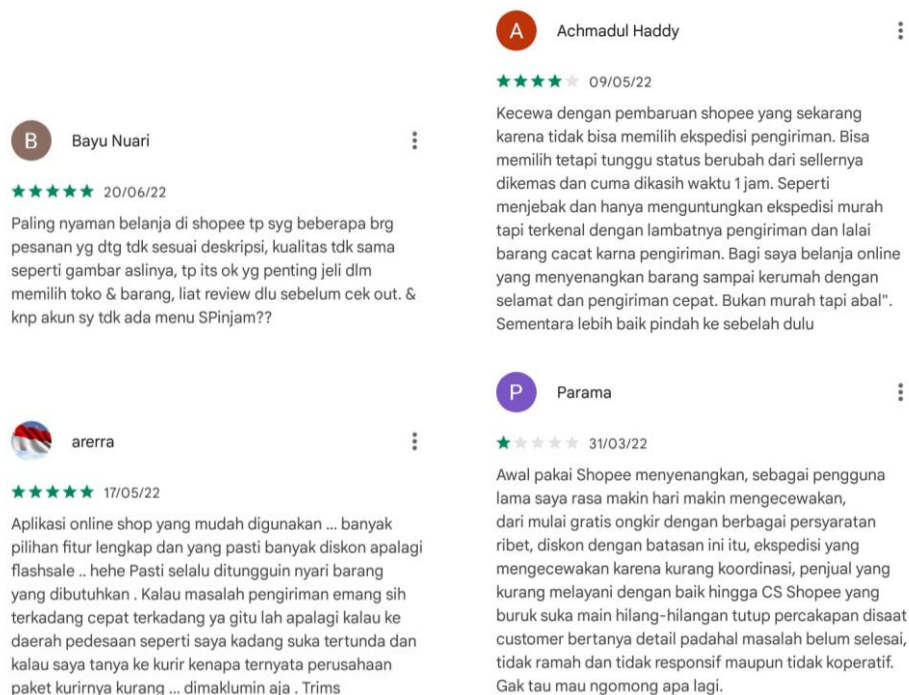 B
Bayu Nuari
20/06/22
Paling nyaman belanja di shopee tp syg beberapa brg
pesanan yg dtg tdk sesuai deskripsi, kualitas tdk sama
seperti gambar aslinya, tp its ok yg penting jeli dlm
memilih toko & barang, liat review dlu sebelum cek out. &
knp akun sy tdk ada menu SPinjam??
arerra
17/05/22
Aplikasi online shop yang mudah digunakan ... banyak
pilihan fitur lengkap dan yang pasti banyak diskon apalagi
flashsale .. hehe Pasti selalu ditungguin nyari barang
yang dibutuhkan . Kalau masalah pengiriman emang sih
terkadang cepat terkadang ya gitu lah apalagi kalau ke
daerah pedesaan seperti saya kadang suka tertunda dan
kalau saya tanya ke kurir kenapa ternyata perusahaan
paket kurirnya kurang ... dimaklumin aja . Trims
A
Achmadul Haddy
09/05/22
Kecewa dengan pembaruan shopee yang sekarang
karena tidak bisa memilih ekspedisi pengiriman. Bisa
memilih tetapi tunggu status berubah dari sellernya
dikemas dan cuma dikasih waktu 1 jam. Seperti
menjebak dan hanya menguntungkan ekspedisi murah
tapi terkenal dengan lambatnya pengiriman dan lalai
barang cacat karna pengiriman. Bagi saya belanja online
yang menyenangkan barang sampai kerumah dengan
selamat dan pengiriman cepat. Bukan murah tapi abal".
Sementara lebih baik pindah ke sebelah dulu
P
Parama
31/03/22
Awal pakai Shopee menyenangkan, sebagai pengguna
lama saya rasa makin hari makin mengecewakan,
dari mulai gratis ongkir dengan berbagai persyaratan
ribet, diskon dengan batasan ini itu, ekspedisi yang
mengecewakan karena kurang koordinasi, penjual yang
kurang melayani dengan baik hingga CS Shopee yang
buruk suka main hilang-hilangan tutup percakapan disaat
customer bertanya detail padahal masalah belum selesai,
tidak ramah dan tidak responsif maupun tidak koperatif.
Gak tau mau ngomong apa lagi.